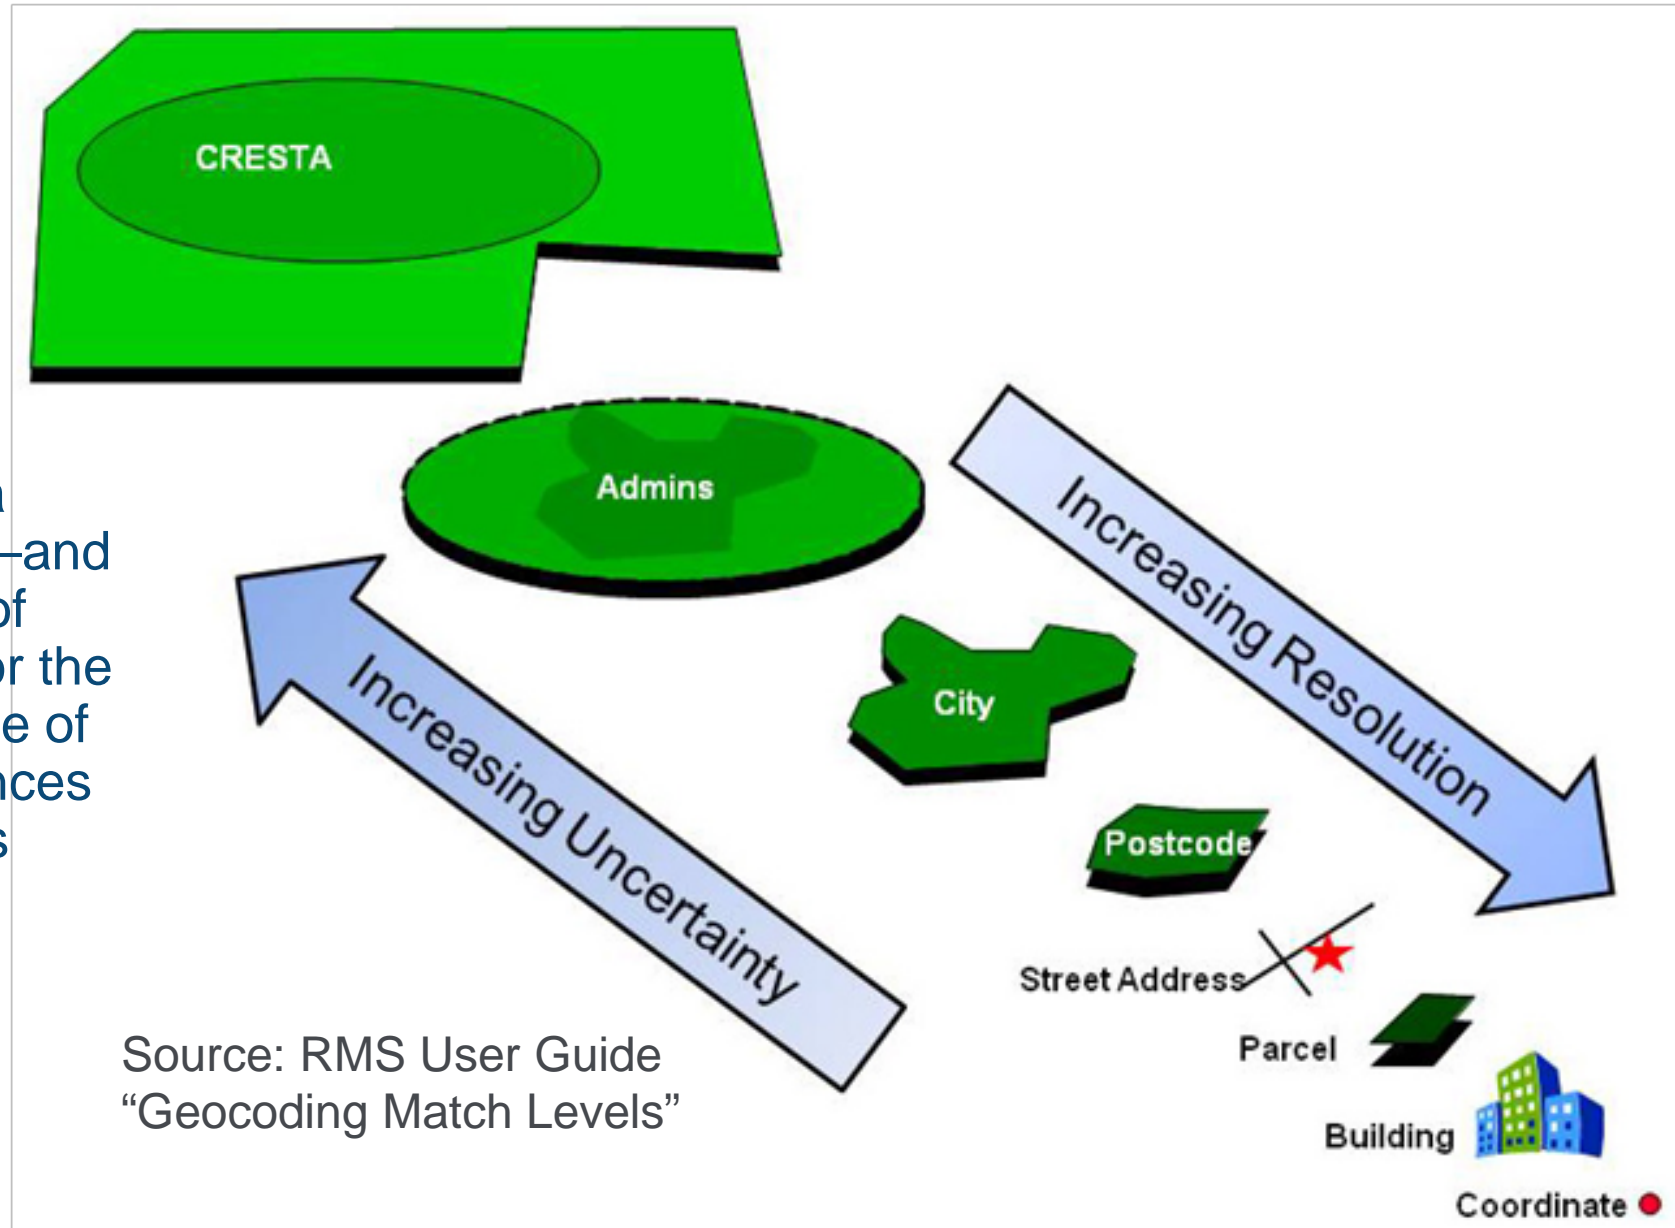 CRESTA
Admins
–and
of
or the
e of
nces
s
Increasing Resolution
City
Increasing Uncertainty
Postcode
Street Address
Parcel
Source: RMS User Guide
“Geocoding Match Levels”
Building
Coordinate